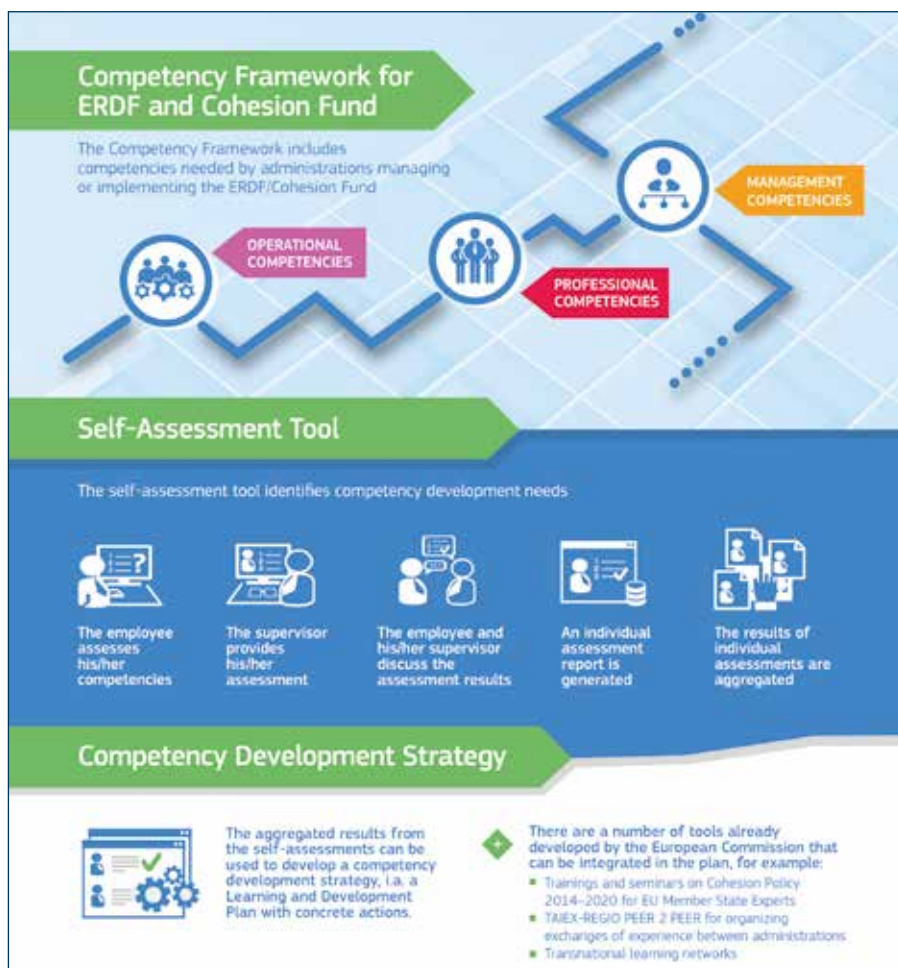 Competency Framework for
ERDF and Cohesion Fund
The Competency Framework includes
competencies needed by administrations managing
or implementing the ERDF/Cohesion Fund
MANAGEMENT
COMPETENCIES
OPERATIONAL
COMPETENCIES
PROFESSIONAL
COMPETENCIES
Self-Assessment Tool
The self-assessment tool identifies competency development needs
The employee
assesses
his/her
competencies
The supervisor
provides
his/her
assessment
The employee and
his/her supervisor
discuss the
assessment results
An individual
assessment
report is
generated
The results of
individual
assessments are
aggregated
Competency Development Strategy
The aggregated results from
the self-assessments can be
used to develop a competency
development strategy, i.a. a
Learning and Development
Plan with concrete actions.
There are a number of tools already
developed by the European Commission that
can be integrated in the plan, for example:
Trainings and seminars on Cohesion Policy
2014–2020 for EU Member State Experts
TAIEX-REGIO PEER 2 PEER for organizing
exchanges of experience between administrations
Transnational learning networks